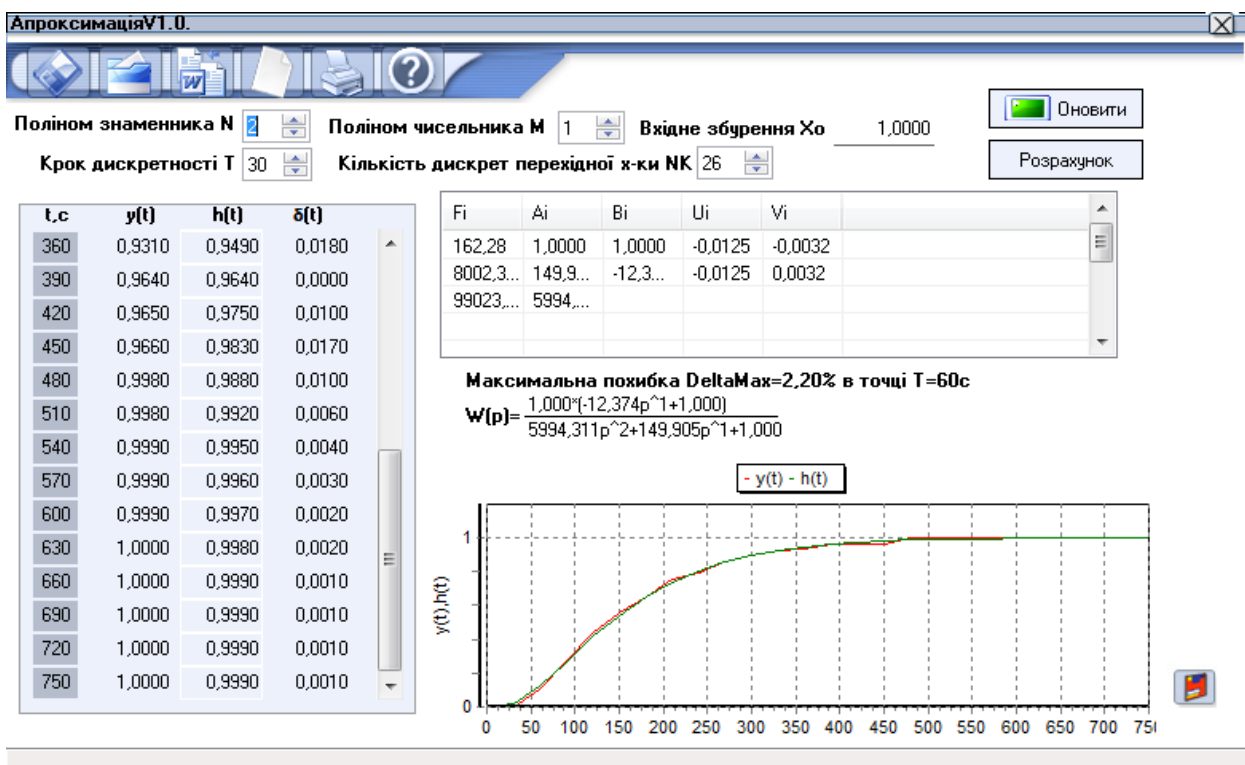 АпроксимаціяV1.0.
W
?
Поліном знаменника N 2 Поліном чисельника M 1 Вхідне збурення Xo 1,0000 Оновити
Крок дискретності T 30 Кількість дискрет перехідної х-ки NK 26 Розрахунок
t,c y(t) h(t) δ(t)
360 0,9310 0,9490 0,0180
390 0,9640 0,9640 0,0000
420 0,9650 0,9750 0,0100
450 0,9660 0,9830 0,0170
480 0,9980 0,9880 0,0100
510 0,9980 0,9920 0,0060
540 0,9990 0,9950 0,0040
570 0,9990 0,9960 0,0030
600 0,9990 0,9970 0,0020
630 1,0000 0,9980 0,0020
660 1,0000 0,9990 0,0010
690 1,0000 0,9990 0,0010
720 1,0000 0,9990 0,0010
750 1,0000 0,9990 0,0010
Fi Ai Bi Ui Vi
162,28 1,0000 1,0000 -0,0125 -0,0032
8002,3... 149,9... -12,3... -0,0125 0,0032
99023,... 5994,...
Максимальна похибка DeltaMax=2,20% в точці T=60c
W(p)= 1,000*(-12,374p^1+1,000)
5994,311p^2+149,905p^1+1,000
y(t) h(t)
y(t),h(t)
1
0
0 50 100 150 200 250 300 350 400 450 500 550 600 650 700 750